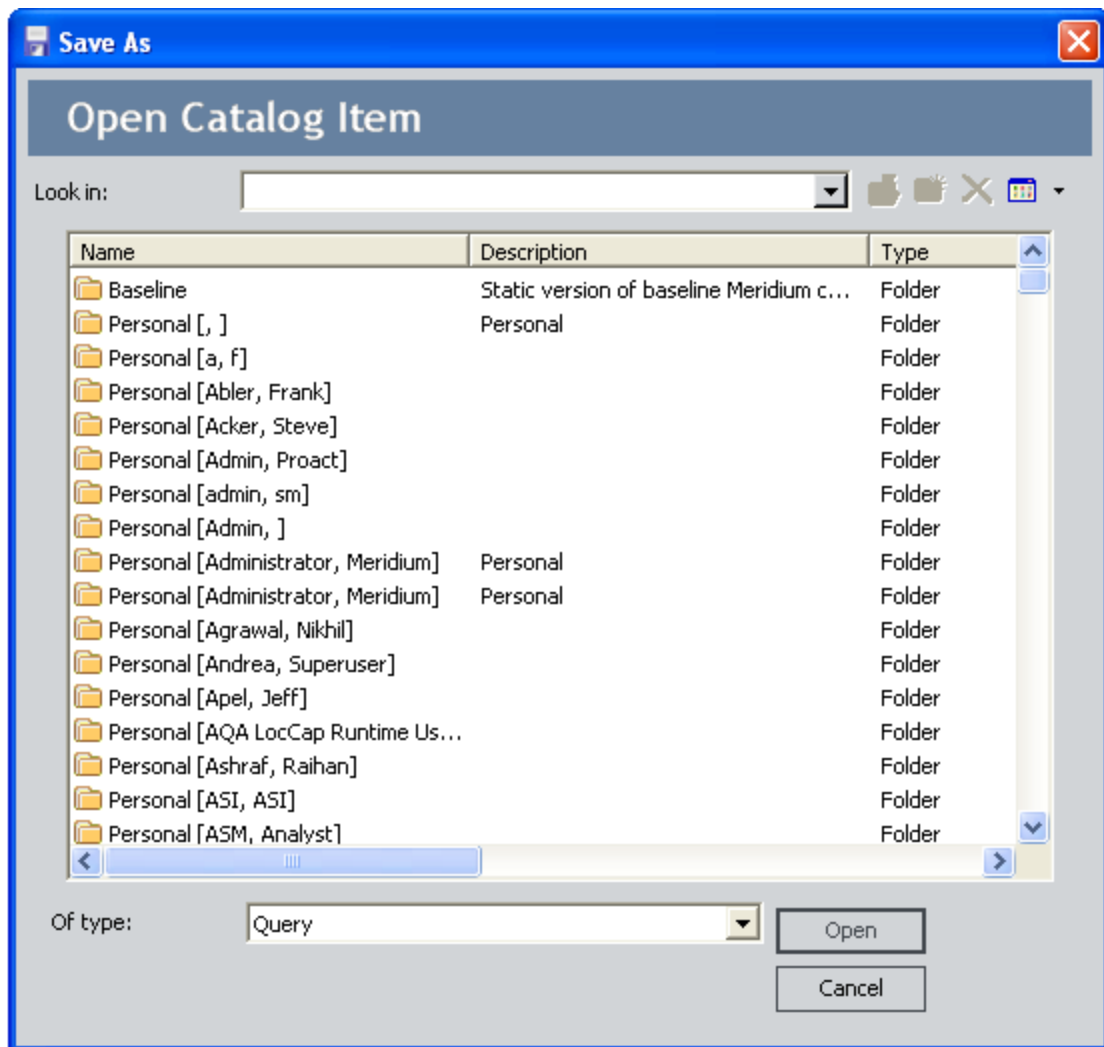 Save As
Open Catalog Item
Look in:
Name Description Type
Baseline Static version of baseline Meridium c... Folder
Personal [, ] Personal Folder
Personal [a, f] Folder
Personal [Abler, Frank] Folder
Personal [Acker, Steve] Folder
Personal [Admin, Proact] Folder
Personal [admin, sm] Folder
Personal [Admin, ] Folder
Personal [Administrator, Meridium] Personal Folder
Personal [Administrator, Meridium] Personal Folder
Personal [Agrawal, Nikhil] Folder
Personal [Andrea, Superuser] Folder
Personal [Apel, Jeff] Folder
Personal [AQA LocCap Runtime Us... Folder
Personal [Ashraf, Raihan] Folder
Personal [ASI, ASI] Folder
Personal [ASM, Analyst] Folder
Of type: Query Open
Cancel